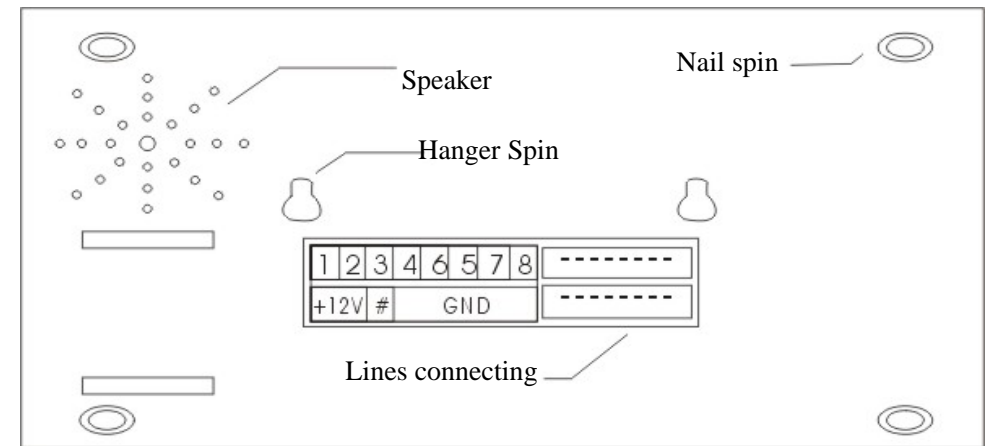 Nail spin
Speaker
Hanger Spin
1 2 3 4 6 5 7 8
+12V # GND
Lines connecting